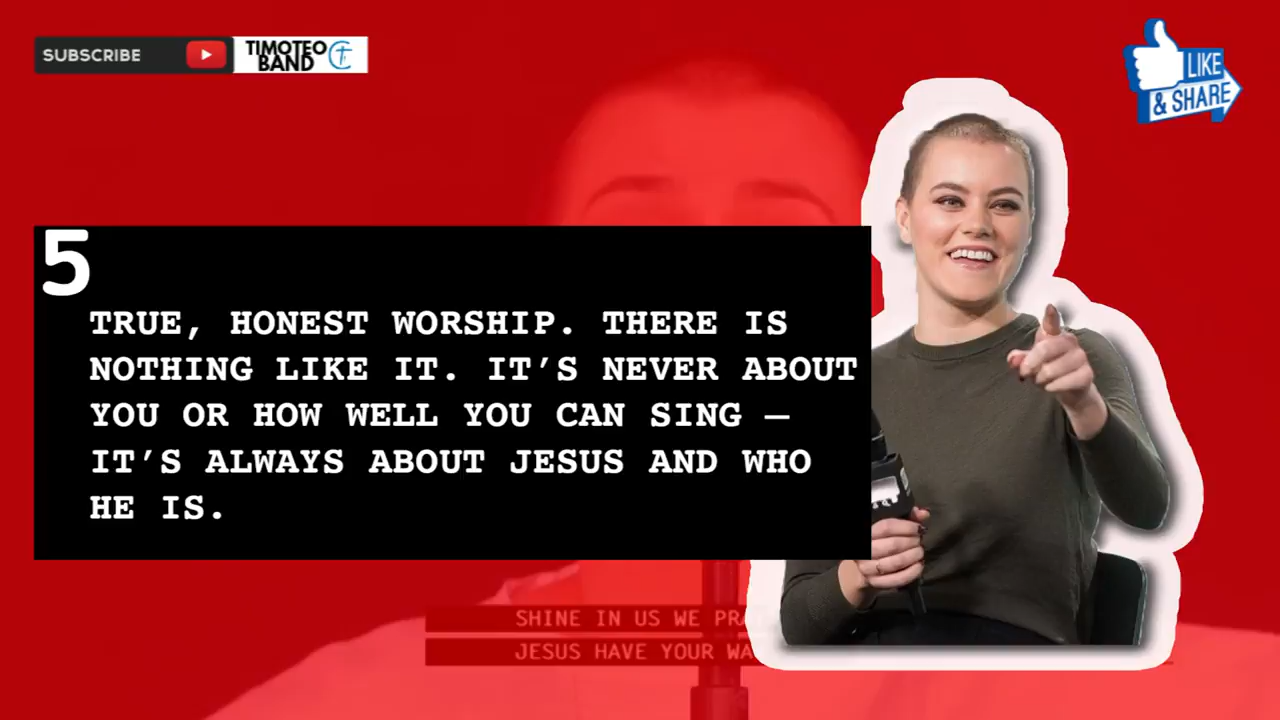 SUBSCRIBE
TIMOTEO
BAND
LIKE
& SHARE
5
TRUE, HONEST WORSHIP. THERE IS
NOTHING LIKE IT. IT’S NEVER ABOUT
YOU OR HOW WELL YOU CAN SING –
IT’S ALWAYS ABOUT JESUS AND WHO
HE IS.
SHINE IN US WE
JESUS HAVE YOUR